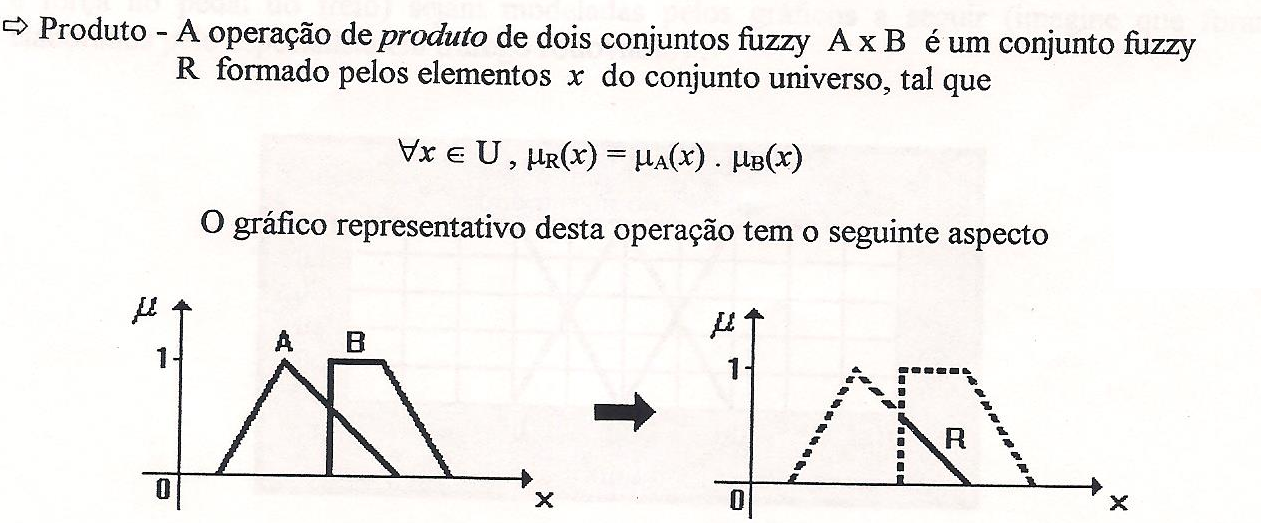 ⇨ Produto - A operação de produto de dois conjuntos fuzzy A x B é um conjunto fuzzy
R formado pelos elementos x do conjunto universo, tal que
∀x ∈ U , μR(x) = μA(x) . μB(x)
O gráfico representativo desta operação tem o seguinte aspecto
μ
A B
1
0
x
μ
1
R
0
x